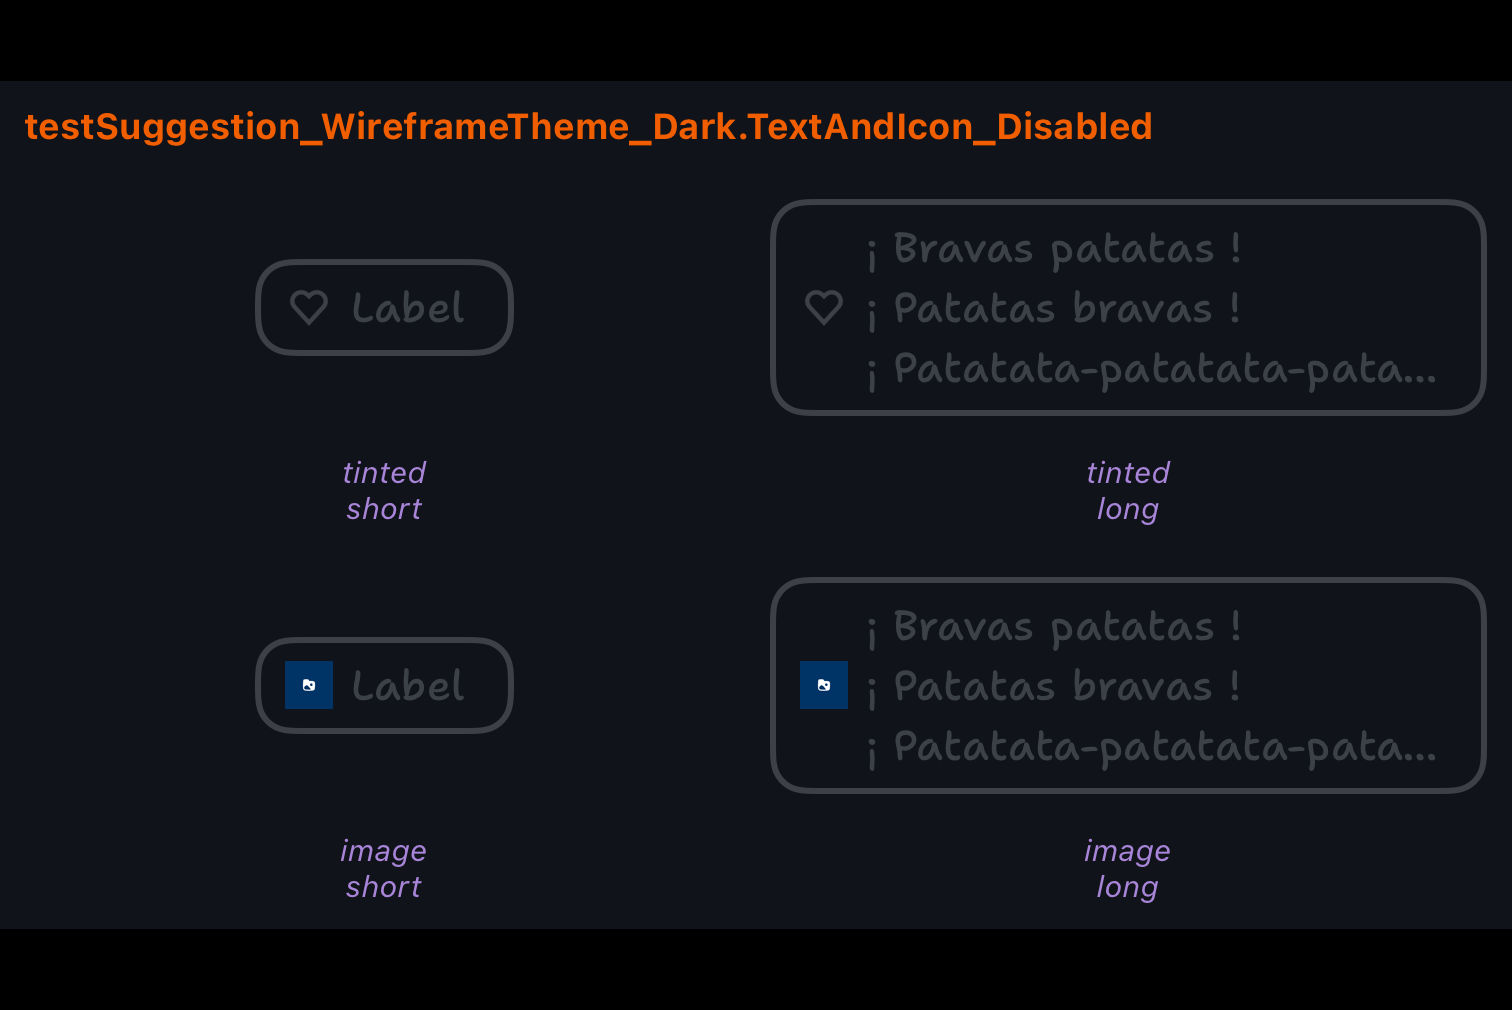 testSuggestion_WireframeTheme_Dark.TextAndIcon_Disabled
Label
¡ Bravas patatas !
¡ Patatas bravas !
¡ Patatata-patatata-pata...
tinted
short
tinted
long
Label
¡ Bravas patatas !
¡ Patatas bravas !
¡ Patatata-patatata-pata...
image
short
image
long